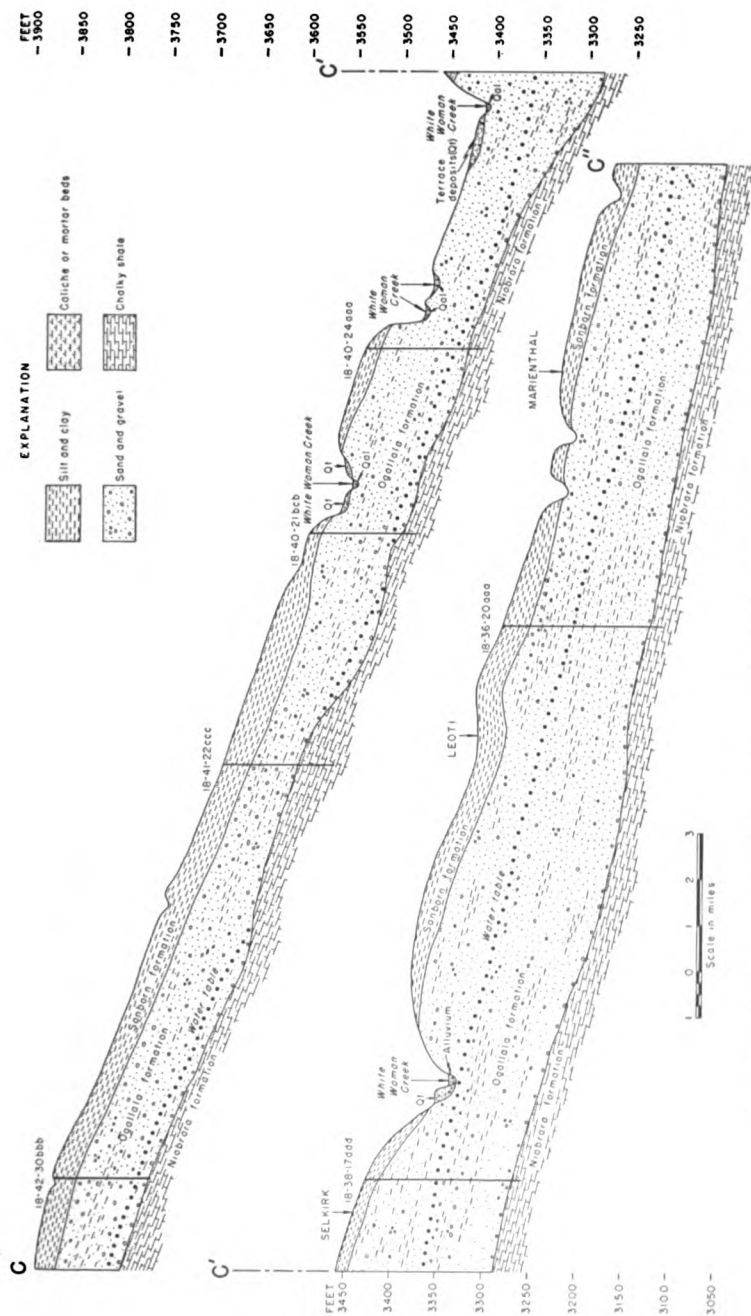 EXPLANATION
Silt and clay
Caliche or mortar beds
Sand and gravel
Chalky shale
FEET
3900
3850
3800
3750
3700
3650
3600
3550
3500
3450
3400
3350
3300
3250
C
18-42-30bbb
Sanborn formation
Ogallala formation
Water table
Niobrara formation
18-41-22ccc
18-40-21bcb
White Woman Creek
Qt
Qt
Qal
18-40-24aaa
Ogallala formation
White
Woman
Creek
Qal
Terrace
deposits(Qt)
White
Woman
Creek
Qal
Niobrara formation
C'
C'
FEET
3450
3400
3350
3300
3250
3200
3150
3100
3050
SELKIRK
18-38-17ddd
Qt
White
Woman
Creek
Alluvium
Sanborn formation
Water table
Ogallala formation
Niobrara formation
LEOTI
18-36-20aaa
MARIENTHAL
Sanborn formation
Ogallala formation
Niobrara formation
C"
1 0 1 2 3
Scale in miles